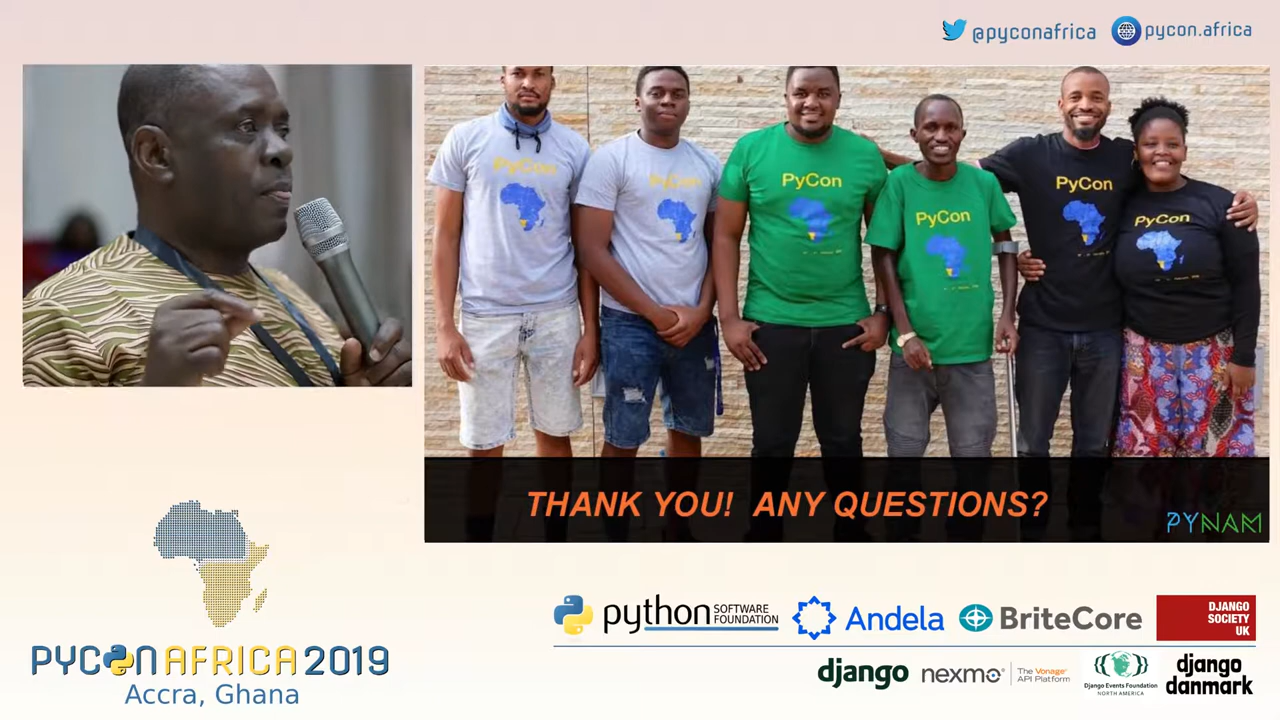 @pyconafrica
pycon.africa
PyCon
PyCon
PyCon
PyCon
PyCon
PyCon
THANK YOU! ANY QUESTIONS?
PYNAM
python
SOFTWARE
FOUNDATION
Andela
BriteCore
DJANGO
SOCIETY
UK
django
nexmo
The Vonage®
API Platform
Django Events Foundation
NORTH AMERICA
django
danmark
PYCON AFRICA 2019
Accra, Ghana